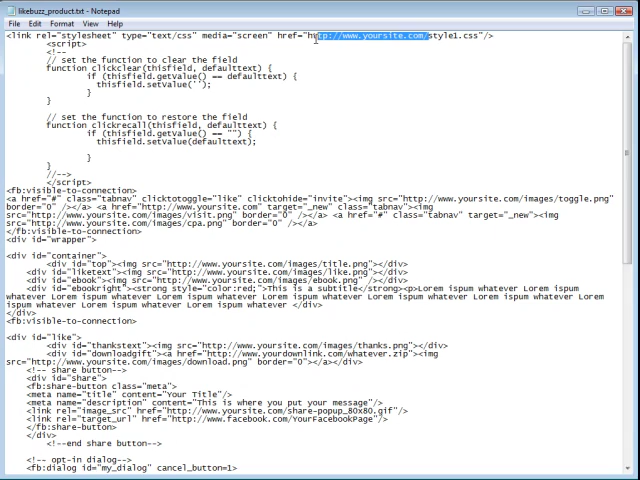 likebuzz_product.txt - Notepad
File Edit Format View Help
<link rel="stylesheet" type="text/css" media="screen" href="http://www.yoursite.com/style1.css"/>
<script>
<!--
// set the function to clear the field
function clickclear(thisfield, defaulttext) {
if (thisfield.getValue() == defaulttext) {
thisfield.setValue('');
}
}
// set the function to restore the field
function clickrecall(thisfield, defaulttext) {
if (thisfield.getValue() == "") {
thisfield.setValue(defaulttext);
}
}
//-->
</script>
<fb:visible-to-connection>
<a href="#" class="tabnav" clicktotoggle="like" clicktohide="invite"><img src="http://www.yoursite.com/images/toggle.png"
border="0" /></a> <a href="http://www.yoursite.com" target="_new" class="tabnav"><img
src="http://www.yoursite.com/images/visit.png" border="0" /></a> <a href="#" class="tabnav" target="_new"><img
src="http://www.yoursite.com/images/cpa.png" border="0" /></a>
</fb:visible-to-connection>
<div id="wrapper">
<div id="container">
<div id="top"><img src="http://www.yoursite.com/images/title.png"></div>
<div id="liketext"><img src="http://www.yoursite.com/images/like.png"></div>
<div id="ebook"><img src="http://www.yoursite.com/images/ebook.png" /></div>
<div id="ebookright"><strong style="color:red;">This is a subtitle</strong><p>Lorem ispum whatever Lorem ispum
whatever Lorem ispum whatever Lorem ispum whatever Lorem ispum whatever Lorem ispum whatever Lorem ispum whatever Lorem
ispum whatever Lorem ispum whatever Lorem ispum whatever Lorem ispum whatever </div>
</div>
<fb:visible-to-connection>
<div id="like">
<div id="thankstext"><img src="http://www.yoursite.com/images/thanks.png"></div>
<div id="downloadgift"><a href="http://www.yourdownlink.com/whatever.zip"><img
src="http://www.yoursite.com/images/download.png" border="0"></a></div>
<!-- share button-->
<div id="share">
<fb:share-button class="meta">
<meta name="title" content="Your Title"/>
<meta name="description" content="This is where you put your message"/>
<link rel="image_src" href="http://www.yoursite.com/share-popup_80x80.gif"/>
<link rel="target_url" href="http://www.facebook.com/YourFacebookPage"/>
</fb:share-button>
</div>
<!--end share button-->
<!-- opt-in dialog-->
<fb:dialog id="my_dialog" cancel_button=1>